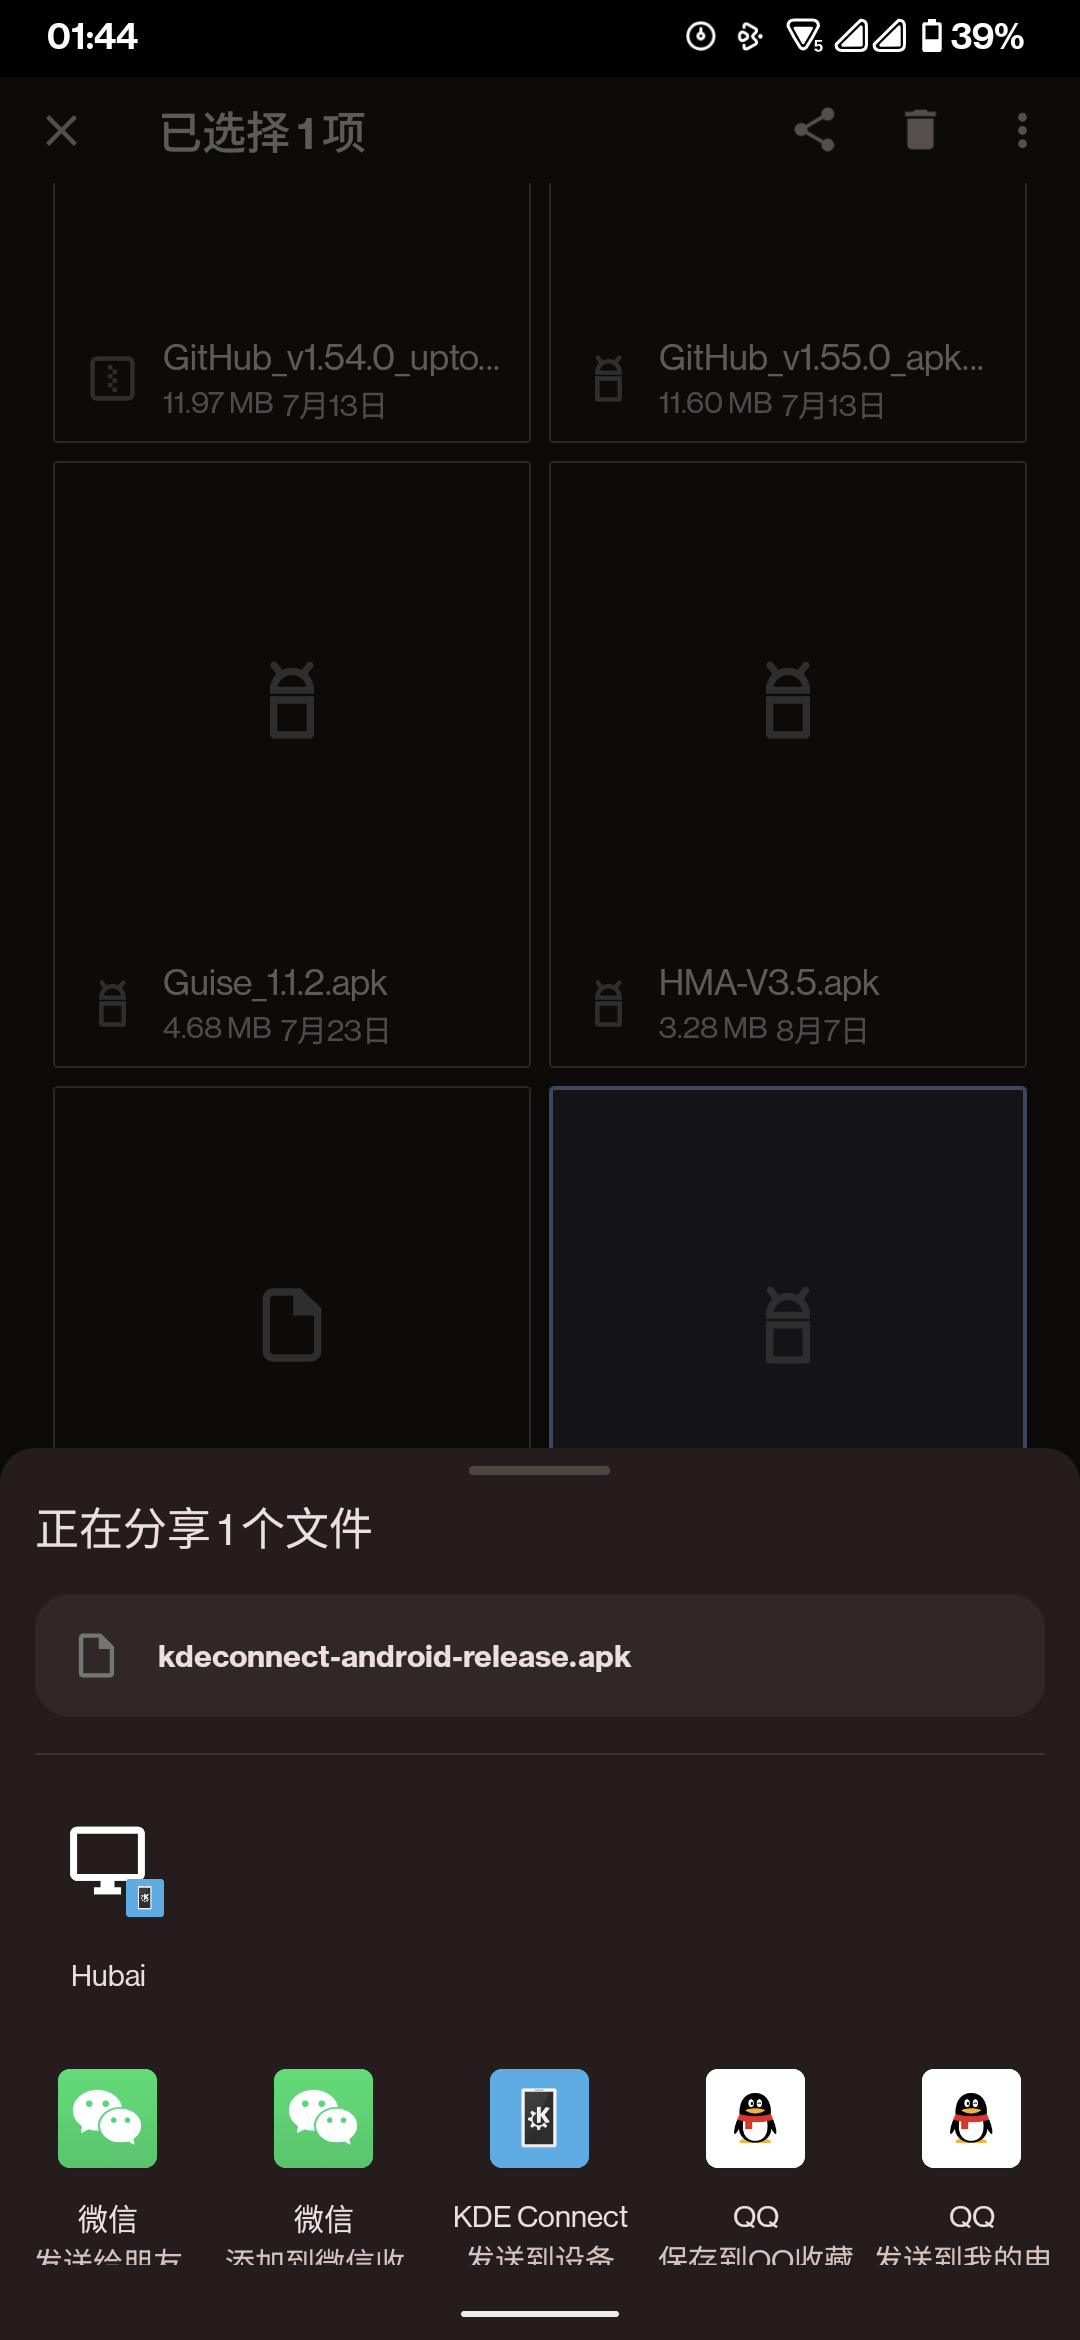 01:44
5
39%
已选择 1 项
GitHub_v1.54.0_upto...
11.97 MB 7月13日
GitHub_v1.55.0_apk...
11.60 MB 7月13日
Guise_1.1.2.apk
4.68 MB 7月23日
HMA-V3.5.apk
3.28 MB 8月7日
正在分享 1 个文件
kdeconnect-android-release.apk
Hubai
微信
发送给朋友
微信
添加到微信收
KDE Connect
发送到设备
QQ
保存到QQ收藏
QQ
发送到我的电